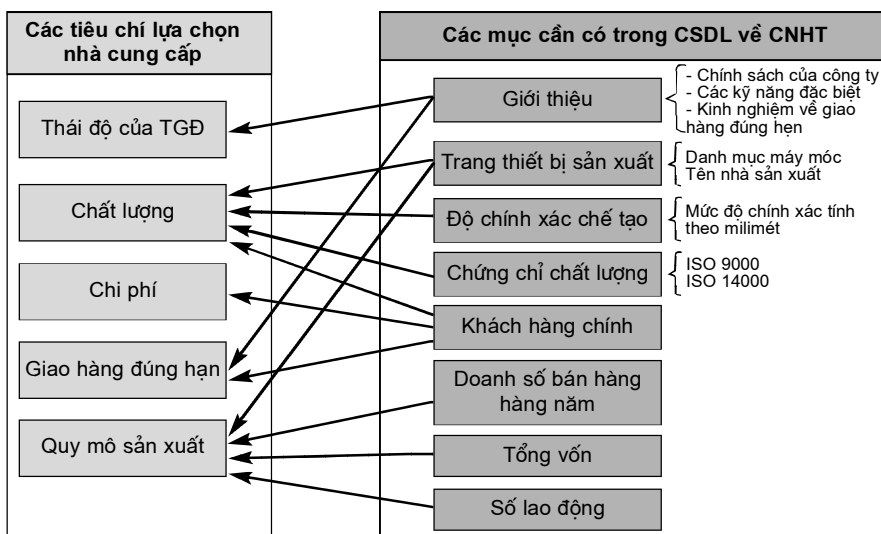 Các tiêu chí lựa chọn
nhà cung cấp
Thái độ của TGĐ
Chất lượng
Chi phí
Giao hàng đúng hạn
Quy mô sản xuất
Các mục cần có trong CSDL về CNHT
Giới thiệu
- Chính sách của công ty
- Các kỹ năng đặc biệt
- Kinh nghiệm về giao
hàng đúng hẹn
Trang thiết bị sản xuất
Danh mục máy móc
Tên nhà sản xuất
Độ chính xác chế tạo
Mức độ chính xác tính
theo milimét
Chứng chỉ chất lượng
ISO 9000
ISO 14000
Khách hàng chính
Doanh số bán hàng
hàng năm
Tổng vốn
Số lao động